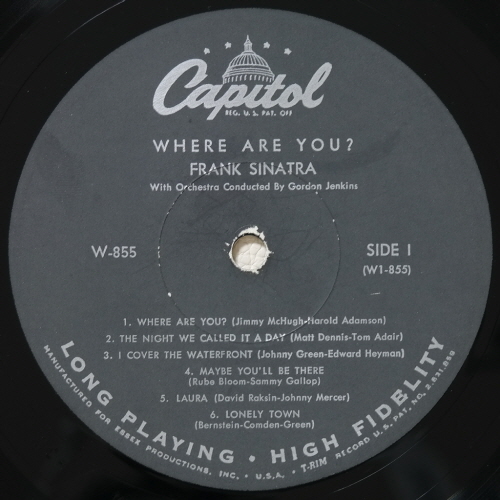 Capitol
REG. U.S. PAT. OFF
WHERE ARE YOU?
FRANK SINATRA
With Orchestra Conducted By Gordon Jenkins
W-855
SIDE 1
(W1-855)
1. WHERE ARE YOU? (Jimmy McHugh-Harold Adamson)
2. THE NIGHT WE CALLED IT A DAY (Matt Dennis-Tom Adair)
3. I COVER THE WATERFRONT (Johnny Green-Edward Heyman)
4. MAYBE YOU'LL BE THERE
(Rube Bloom-Sammy Gallop)
5. LAURA (David Raksin-Johnny Mercer)
6. LONELY TOWN
(Bernstein-Comden-Green)
LONG PLAYING • HIGH FIDELITY
MANUFACTURED FOR ESSEX PRODUCTIONS, INC. • U.S.A. • T-RIM RECORD U.S. PAT. NO. 2,631,859